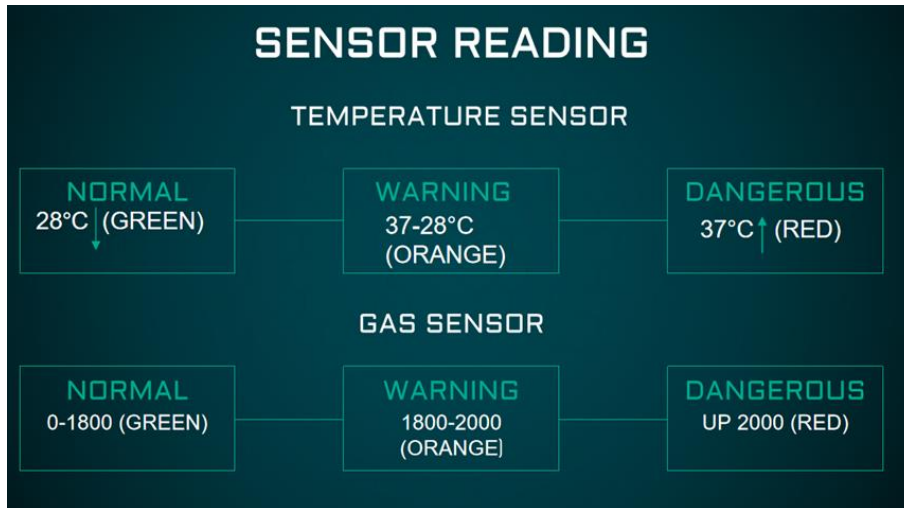 SENSOR READING
TEMPERATURE SENSOR
NORMAL
28°C↓(GREEN)
WARNING
37-28°C
(ORANGE)
DANGEROUS
37°C↑(RED)
GAS SENSOR
NORMAL
0-1800 (GREEN)
WARNING
1800-2000
(ORANGE)
DANGEROUS
UP 2000 (RED)